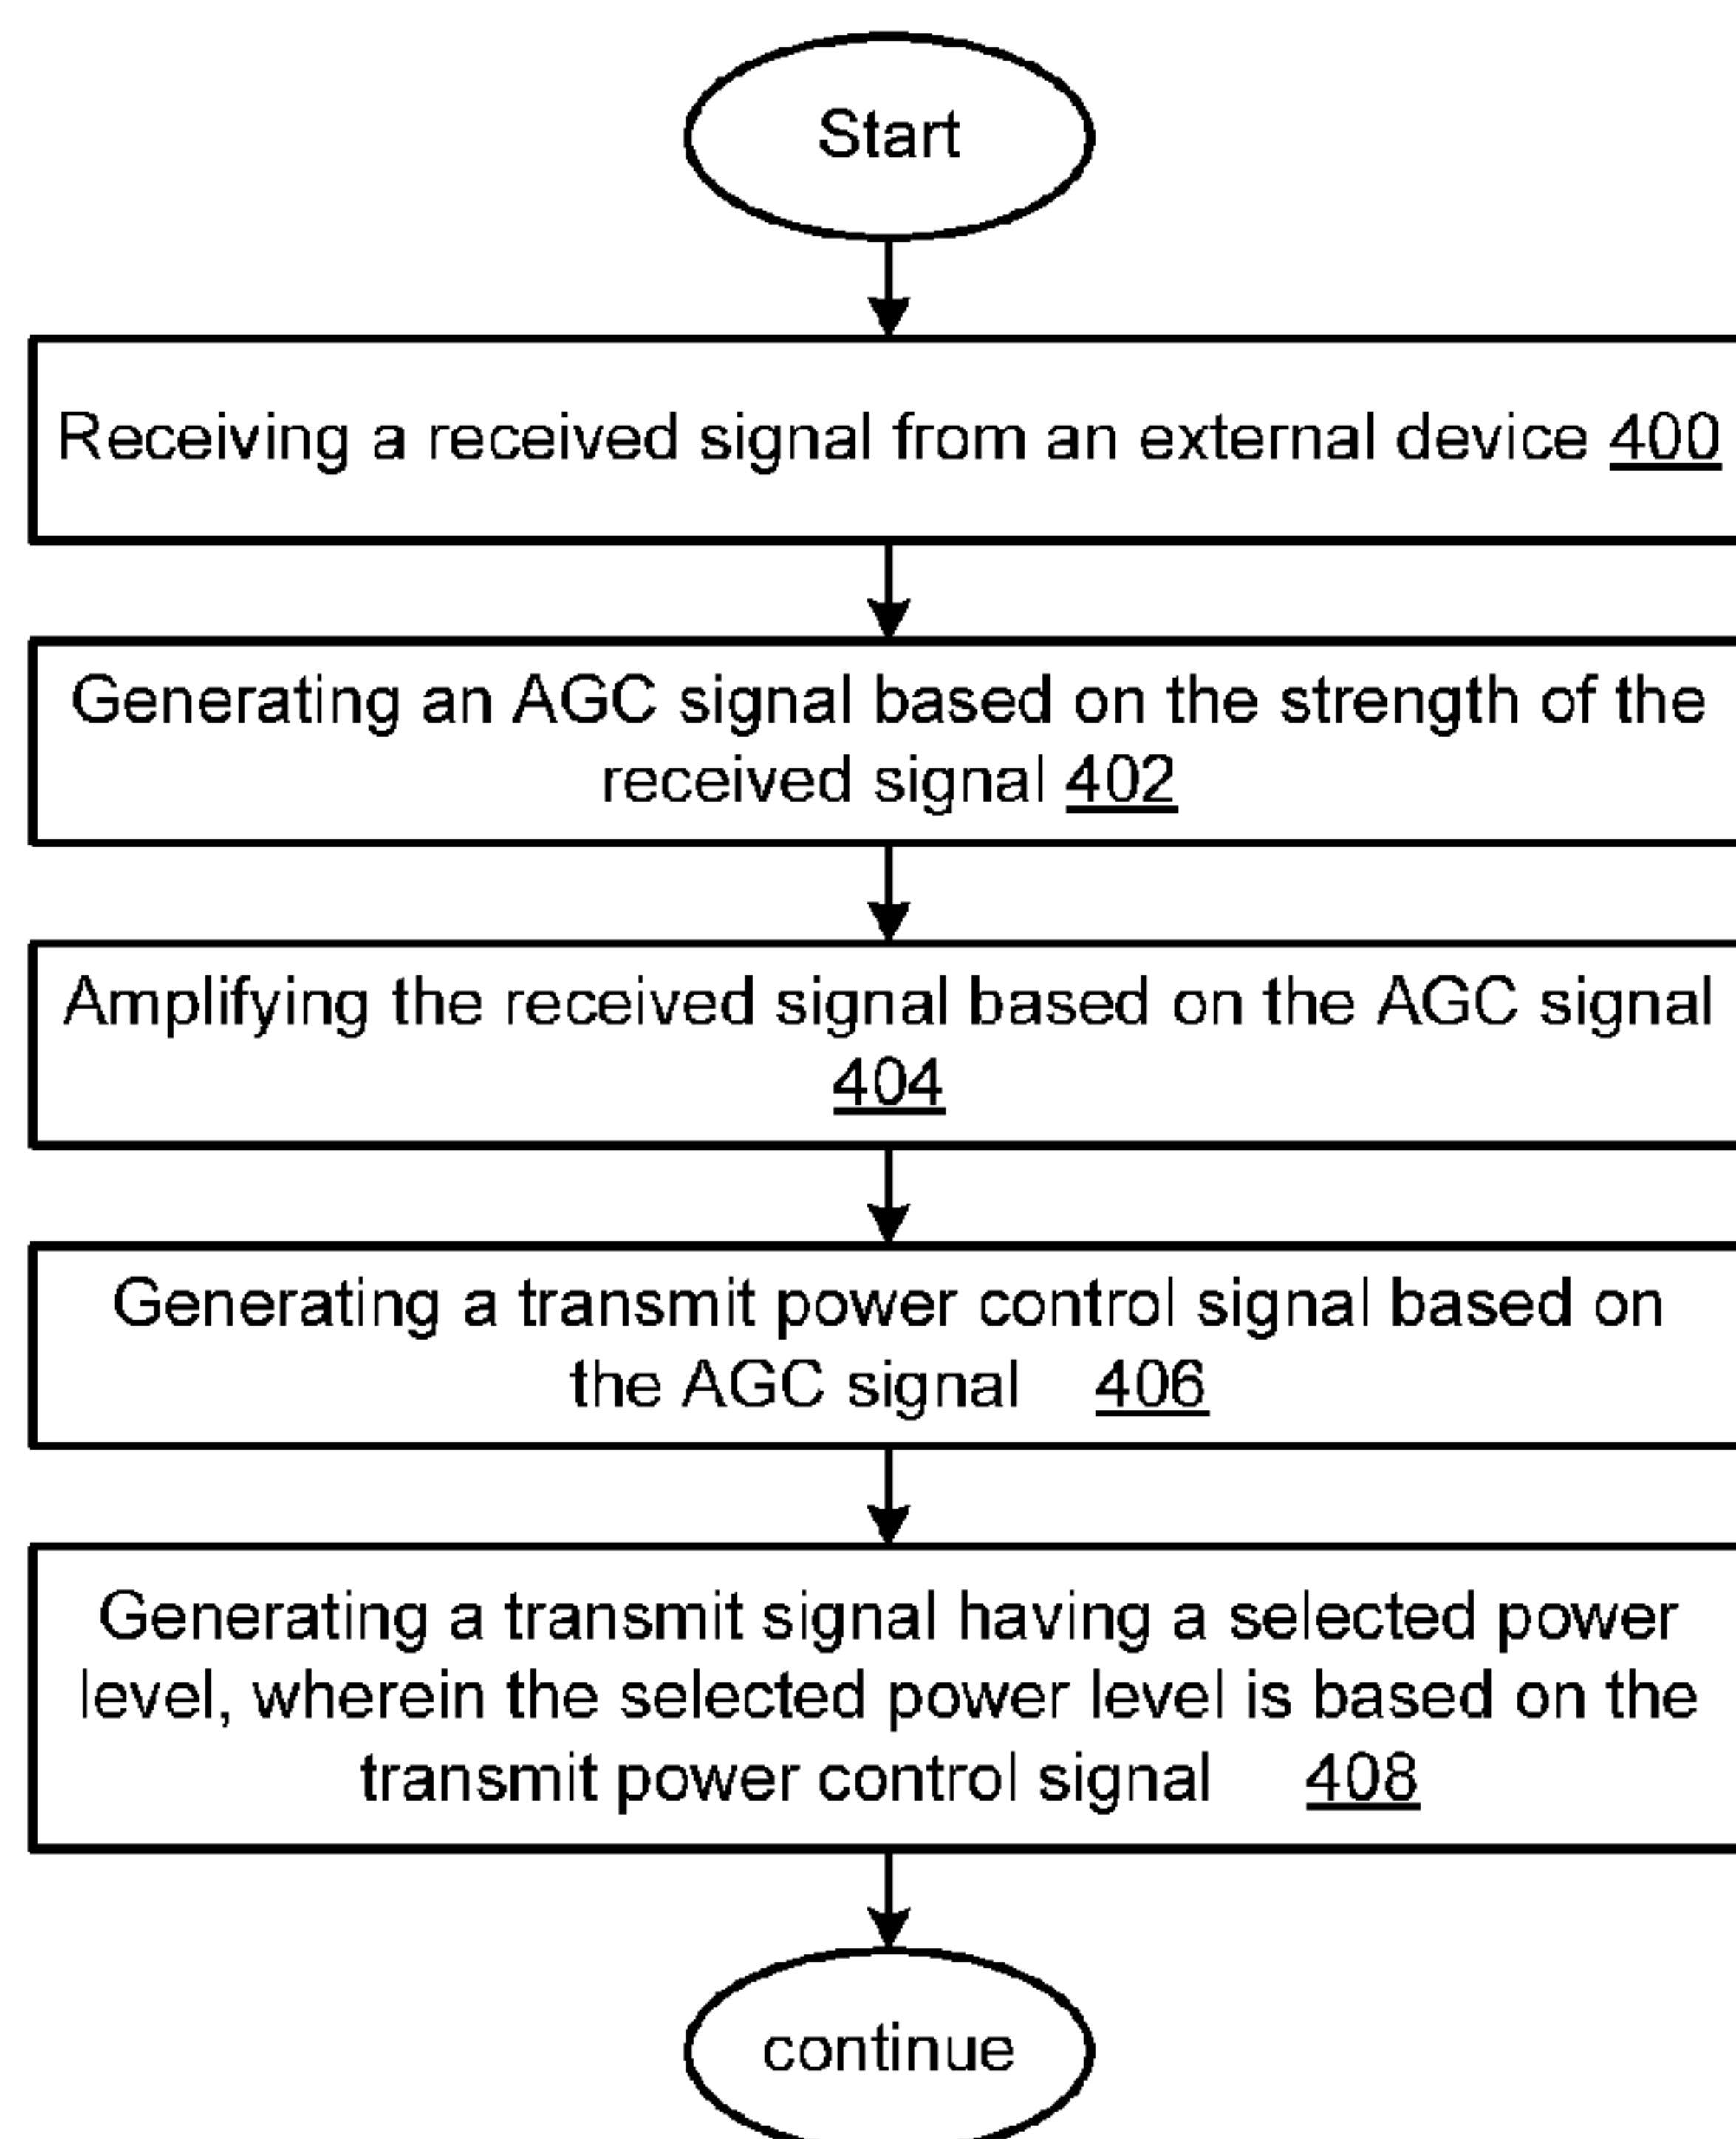 Start
Receiving a received signal from an external device 400
Generating an AGC signal based on the strength of the
received signal 402
Amplifying the received signal based on the AGC signal
404
Generating a transmit power control signal based on
the AGC signal 406
Generating a transmit signal having a selected power
level, wherein the selected power level is based on the
transmit power control signal 408
continue